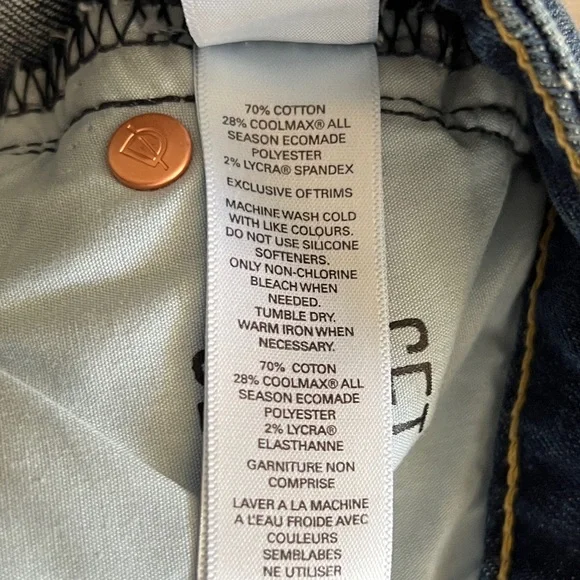 70% COTTON
28% COOLMAX® ALL
SEASON ECOMADE
POLYESTER
2% LYCRA® SPANDEX
EXCLUSIVE OF TRIMS
MACHINE WASH COLD
WITH LIKE COLOURS.
DO NOT USE SILICONE
SOFTENERS.
ONLY NON-CHLORINE
BLEACH WHEN
NEEDED.
TUMBLE DRY.
WARM IRON WHEN
NECESSARY.
70% COTON
28% COOLMAX® ALL
SEASON ECOMADE
POLYESTER
2% LYCRA®
ELASTHANNE
GARNITURE NON
COMPRISE
LAVER A LA MACHINE
A L'EAU FROIDE AVEC
COULEURS
SEMBLABES
NE UTILISER